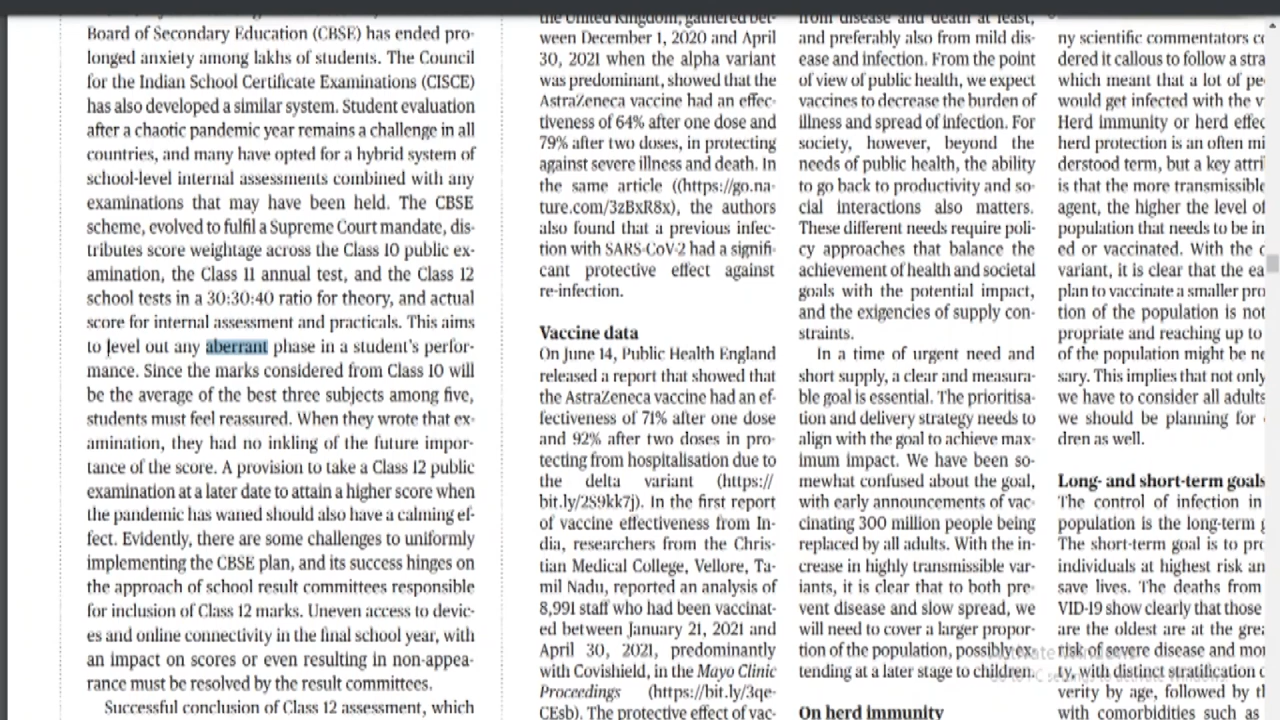 Board of Secondary Education (CBSE) has ended pro-
longed anxiety among lakhs of students. The Council
for the Indian School Certificate Examinations (CISCE)
has also developed a similar system. Student evaluation
after a chaotic pandemic year remains a challenge in all
countries, and many have opted for a hybrid system of
school-level internal assessments combined with any
examinations that may have been held. The CBSE
scheme, evolved to fulfil a Supreme Court mandate, dis-
tributes score weightage across the Class 10 public ex-
amination, the Class 11 annual test, and the Class 12
school tests in a 30:30:40 ratio for theory, and actual
score for internal assessment and practicals. This aims
to level out any aberrant phase in a student's perfor-
mance. Since the marks considered from Class 10 will
be the average of the best three subjects among five,
students must feel reassured. When they wrote that ex-
amination, they had no inkling of the future impor-
tance of the score. A provision to take a Class 12 public
examination at a later date to attain a higher score when
the pandemic has waned should also have a calming ef-
fect. Evidently, there are some challenges to uniformly
implementing the CBSE plan, and its success hinges on
the approach of school result committees responsible
for inclusion of Class 12 marks. Uneven access to devic-
es and online connectivity in the final school year, with
an impact on scores or even resulting in non-appea-
rance must be resolved by the result committees.
Successful conclusion of Class 12 assessment, which
the United Kingdom, gathered bet-
ween December 1, 2020 and April
30, 2021 when the alpha variant
was predominant, showed that the
AstraZeneca vaccine had an effec-
tiveness of 64% after one dose and
79% after two doses, in protecting
against severe illness and death. In
the same article ((https://go.na-
ture.com/3zBxR8x), the authors
also found that a previous infec-
tion with SARS-CoV-2 had a signifi-
cant protective effect against
re-infection.
Vaccine data
On June 14, Public Health England
released a report that showed that
the AstraZeneca vaccine had an ef-
fectiveness of 71% after one dose
and 92% after two doses in pro-
tecting from hospitalisation due to
the delta variant (https://
bit.ly/2S9kk7j). In the first report
of vaccine effectiveness from In-
dia, researchers from the Chris-
tian Medical College, Vellore, Ta-
mil Nadu, reported an analysis of
8,991 staff who had been vaccinat-
ed between January 21, 2021 and
April 30, 2021, predominantly
with Covishield, in the Mayo Clinic
Proceedings (https://bit.ly/3qe-
CEsb). The protective effect of vac-
from disease and death at least,
and preferably also from mild dis-
ease and infection. From the point
of view of public health, we expect
vaccines to decrease the burden of
illness and spread of infection. For
society, however, beyond the
needs of public health, the ability
to go back to productivity and so-
cial interactions also matters.
These different needs require poli-
cy approaches that balance the
achievement of health and societal
goals with the potential impact,
and the exigencies of supply con-
straints.
In a time of urgent need and
short supply, a clear and measura-
ble goal is essential. The prioritisa-
tion and delivery strategy needs to
align with the goal to achieve max-
imum impact. We have been so-
mewhat confused about the goal,
with early announcements of vac-
cinating 300 million people being
replaced by all adults. With the in-
crease in highly transmissible var-
iants, it is clear that to both pre-
vent disease and slow spread, we
will need to cover a larger propor-
tion of the population, possibly ex-
tending at a later stage to children.
On herd immunity
ny scientific commentators
dered it callous to follow a stra
which meant that a lot of pe
would get infected with the v
Herd immunity or herd effec
herd protection is an often mi
derstood term, but a key attri
is that the more transmissible
agent, the higher the level of
population that needs to be in
ed or vaccinated. With the
variant, it is clear that the ea
plan to vaccinate a smaller pro
tion of the population is not
propriate and reaching up to
of the population might be ne
sary. This implies that not only
we have to consider all adults
we should be planning for
dren as well.
Long- and short-term goals
The control of infection in
population is the long-term
The short-term goal is to pro
individuals at highest risk an
save lives. The deaths from
VID-19 show clearly that those
are the oldest are at the grea
risk of severe disease and mor
ty, with distinct stratification
verity by age, followed by th
with comorbidities such as